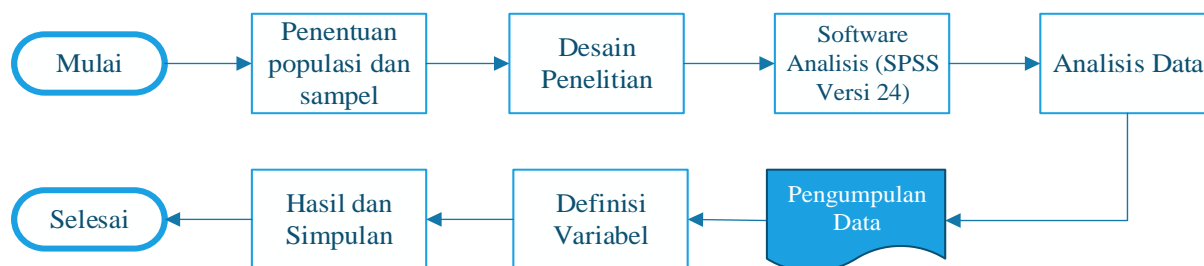 Mulai
Penentuan
populasi dan
sampel
Desain
Penelitian
Software
Analisis (SPSS
Versi 24)
Analisis Data
Pengumpulan
Data
Definisi
Variabel
Hasil dan
Simpulan
Selesai